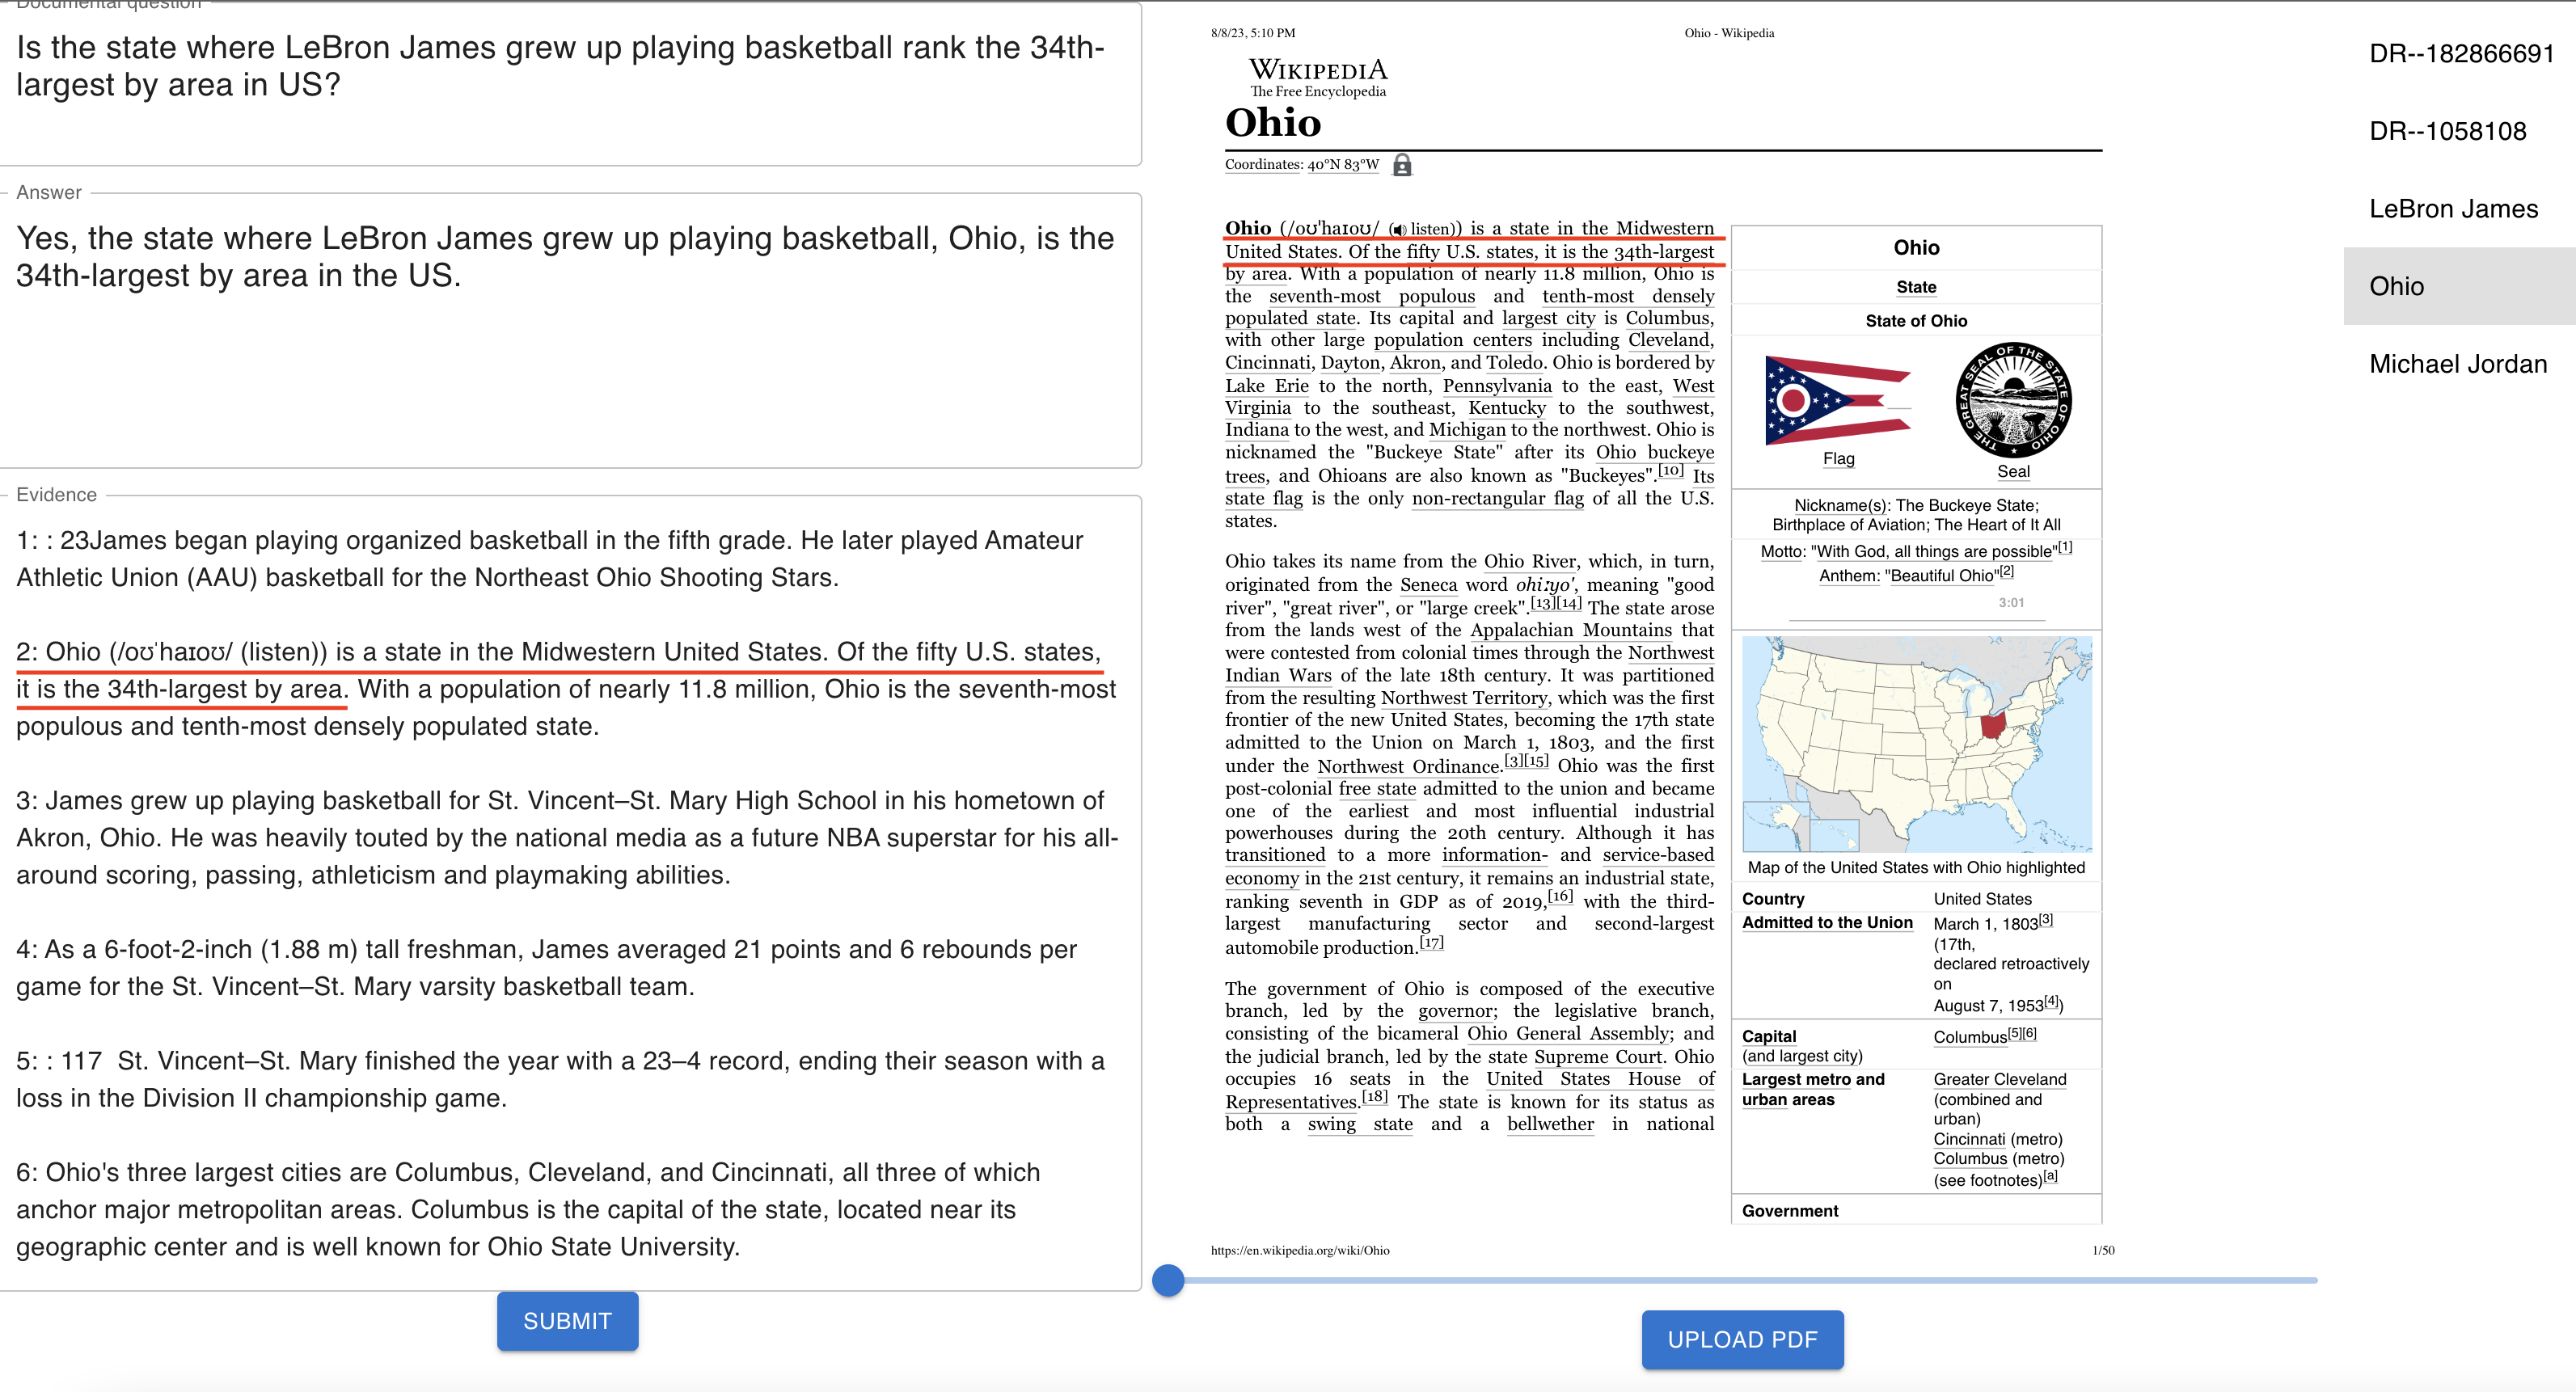 Documental question
Is the state where LeBron James grew up playing basketball rank the 34th-
largest by area in US?
Answer
Yes, the state where LeBron James grew up playing basketball, Ohio, is the
34th-largest by area in the US.
Evidence
1: : 23James began playing organized basketball in the fifth grade. He later played Amateur
Athletic Union (AAU) basketball for the Northeast Ohio Shooting Stars.
2: Ohio (/oʊˈhaɪoʊ/ (listen)) is a state in the Midwestern United States. Of the fifty U.S. states,
it is the 34th-largest by area. With a population of nearly 11.8 million, Ohio is the seventh-most
populous and tenth-most densely populated state.
3: James grew up playing basketball for St. Vincent–St. Mary High School in his hometown of
Akron, Ohio. He was heavily touted by the national media as a future NBA superstar for his all-
around scoring, passing, athleticism and playmaking abilities.
4: As a 6-foot-2-inch (1.88 m) tall freshman, James averaged 21 points and 6 rebounds per
game for the St. Vincent–St. Mary varsity basketball team.
5: : 117  St. Vincent–St. Mary finished the year with a 23–4 record, ending their season with a
loss in the Division II championship game.
6: Ohio's three largest cities are Columbus, Cleveland, and Cincinnati, all three of which
anchor major metropolitan areas. Columbus is the capital of the state, located near its
geographic center and is well known for Ohio State University.
SUBMIT
8/8/23, 5:10 PM
Ohio - Wikipedia
WIKIPEDIA
The Free Encyclopedia
Ohio
Coordinates: 40°N 83°W
Ohio (/oʊˈhaɪoʊ/ (listen)) is a state in the Midwestern
United States. Of the fifty U.S. states, it is the 34th-largest
by area. With a population of nearly 11.8 million, Ohio is
the seventh-most populous and tenth-most densely
populated state. Its capital and largest city is Columbus,
with other large population centers including Cleveland,
Cincinnati, Dayton, Akron, and Toledo. Ohio is bordered by
Lake Erie to the north, Pennsylvania to the east, West
Virginia to the southeast, Kentucky to the southwest,
Indiana to the west, and Michigan to the northwest. Ohio is
nicknamed the "Buckeye State" after its Ohio buckeye
trees, and Ohioans are also known as "Buckeyes".[10] Its
state flag is the only non-rectangular flag of all the U.S.
states.
Ohio takes its name from the Ohio River, which, in turn,
originated from the Seneca word ohi:yo', meaning "good
river", "great river", or "large creek".[13][14] The state arose
from the lands west of the Appalachian Mountains that
were contested from colonial times through the Northwest
Indian Wars of the late 18th century. It was partitioned
from the resulting Northwest Territory, which was the first
frontier of the new United States, becoming the 17th state
admitted to the Union on March 1, 1803, and the first
under the Northwest Ordinance.[3][15] Ohio was the first
post-colonial free state admitted to the union and became
one of the earliest and most influential industrial
powerhouses during the 20th century. Although it has
transitioned to a more information- and service-based
economy in the 21st century, it remains an industrial state,
ranking seventh in GDP as of 2019,[16] with the third-
largest manufacturing sector and second-largest
automobile production.[17]
The government of Ohio is composed of the executive
branch, led by the governor; the legislative branch,
consisting of the bicameral Ohio General Assembly; and
the judicial branch, led by the state Supreme Court. Ohio
occupies 16 seats in the United States House of
Representatives.[18] The state is known for its status as
both a swing state and a bellwether in national
Ohio
State
State of Ohio
THE GREAT SEAL OF THE STATE OF OHIO
Flag
Seal
Nickname(s): The Buckeye State;
Birthplace of Aviation; The Heart of It All
Motto: "With God, all things are possible"[1]
Anthem: "Beautiful Ohio"[2]
3:01
Map of the United States with Ohio highlighted
Country United States
Admitted to the Union March 1, 1803[3]
(17th,
declared retroactively
on
August 7, 1953[4])
Capital Columbus[5][6]
(and largest city)
Largest metro and Greater Cleveland
urban areas (combined and
urban)
Cincinnati (metro)
Columbus (metro)
(see footnotes)[a]
Government
https://en.wikipedia.org/wiki/Ohio
1/50
UPLOAD PDF
DR--182866691
DR--1058108
LeBron James
Ohio
Michael Jordan